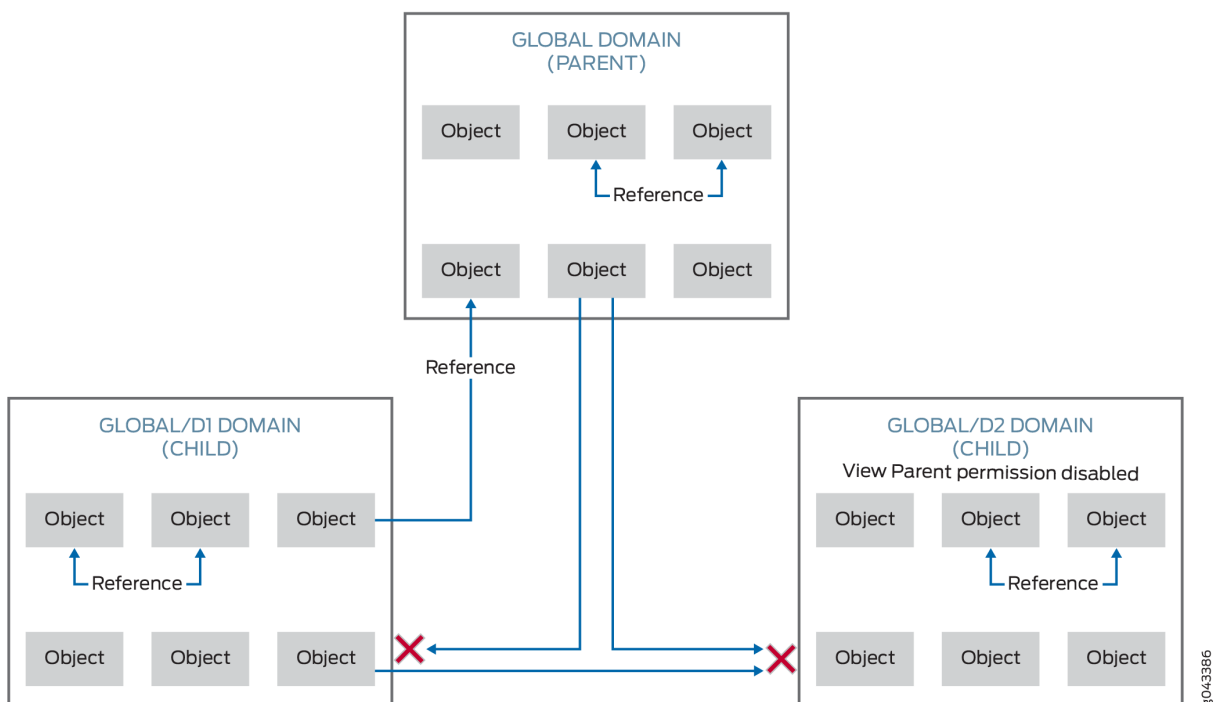 GLOBAL DOMAIN
(PARENT)
Object Object Object
Reference
Object Object Object
Reference
GLOBAL/D1 DOMAIN
(CHILD)
Object Object Object
Reference
Object Object Object
GLOBAL/D2 DOMAIN
(CHILD)
View Parent permission disabled
Object Object Object
Reference
Object Object Object
g043386